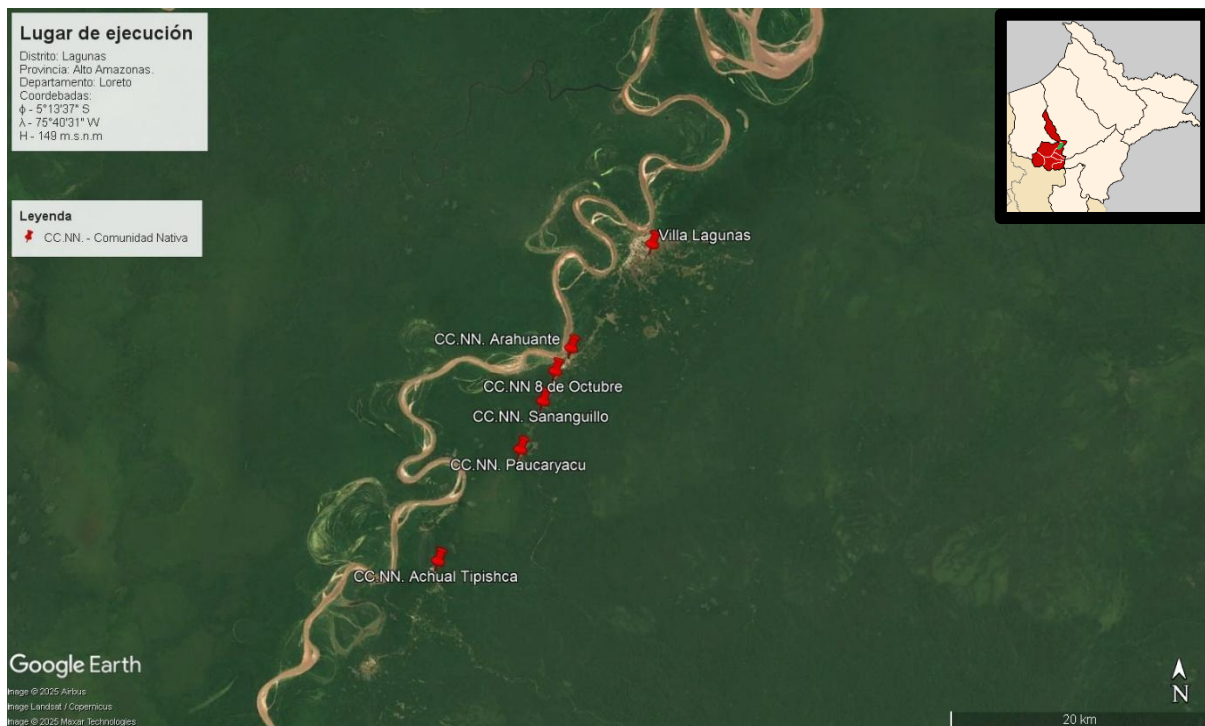 Lugar de ejecución
Distrito: Lagunas
Provincia: Alto Amazonas.
Departamento: Loreto
Coordebadas:
ϕ - 5°13'37" S
λ - 75°40'31" W
H - 149 m.s.n.m
Leyenda
CC.NN. - Comunidad Nativa
Villa Lagunas
CC.NN. Arahuante
CC.NN 8 de Octubre
CC.NN. Sananguillo
CC.NN. Paucaryacu
CC.NN. Achual Tipishca
Google Earth
Image © 2025 Airbus
Image Landsat / Copernicus
Image © 2025 Maxar Technologies
N
20 km